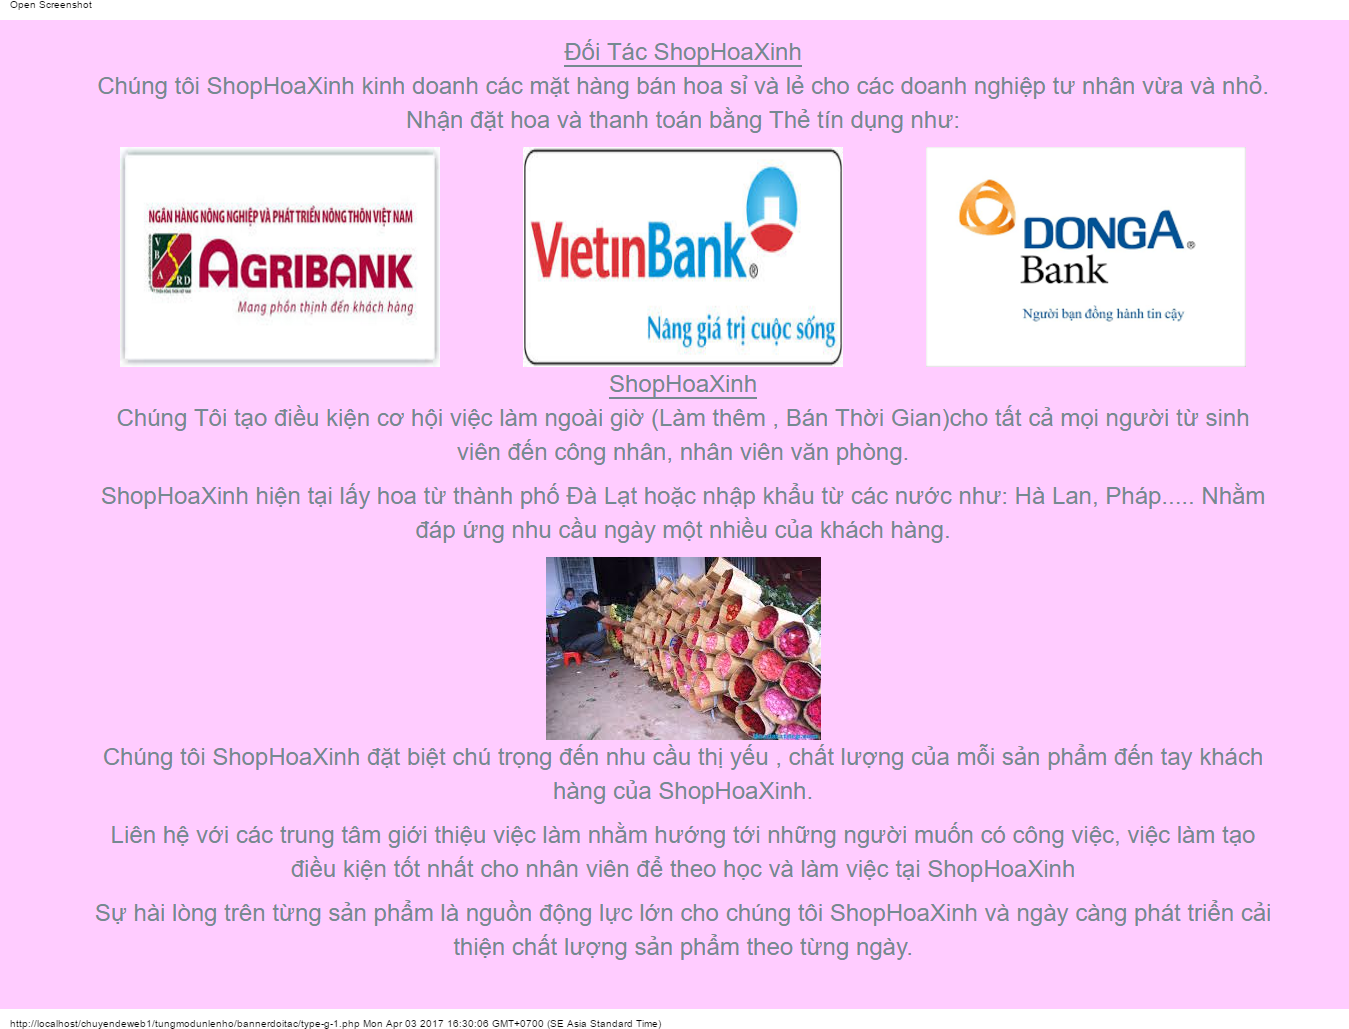 Open Screenshot
Đối Tác ShopHoaXinh
Chúng tôi ShopHoaXinh kinh doanh các mặt hàng bán hoa sỉ và lẻ cho các doanh nghiệp tư nhân vừa và nhỏ.
Nhận đặt hoa và thanh toán bằng Thẻ tín dụng như:
NGÂN HÀNG NÔNG NGHIỆP VÀ PHÁT TRIỂN NÔNG THÔN VIỆT NAM
VBARD
AGRIBANK
Mang phồn thịnh đến khách hàng
VietinBank®
Nâng giá trị cuộc sống
DONGA®
Bank
Người bạn đồng hành tin cậy
ShopHoaXinh
Chúng Tôi tạo điều kiện cơ hội việc làm ngoài giờ (Làm thêm , Bán Thời Gian)cho tất cả mọi người từ sinh
viên đến công nhân, nhân viên văn phòng.
ShopHoaXinh hiện tại lấy hoa từ thành phố Đà Lạt hoặc nhập khẩu từ các nước như: Hà Lan, Pháp..... Nhằm
đáp ứng nhu cầu ngày một nhiều của khách hàng.
Chúng tôi ShopHoaXinh đặt biệt chú trọng đến nhu cầu thị yếu , chất lượng của mỗi sản phẩm đến tay khách
hàng của ShopHoaXinh.
Liên hệ với các trung tâm giới thiệu việc làm nhằm hướng tới những người muốn có công việc, việc làm tạo
điều kiện tốt nhất cho nhân viên để theo học và làm việc tại ShopHoaXinh
Sự hài lòng trên từng sản phẩm là nguồn động lực lớn cho chúng tôi ShopHoaXinh và ngày càng phát triển cải
thiện chất lượng sản phẩm theo từng ngày.
http://localhost/chuyendeweb1/tungmodunlenho/bannerdoitac/type-g-1.php Mon Apr 03 2017 16:30:06 GMT+0700 (SE Asia Standard Time)